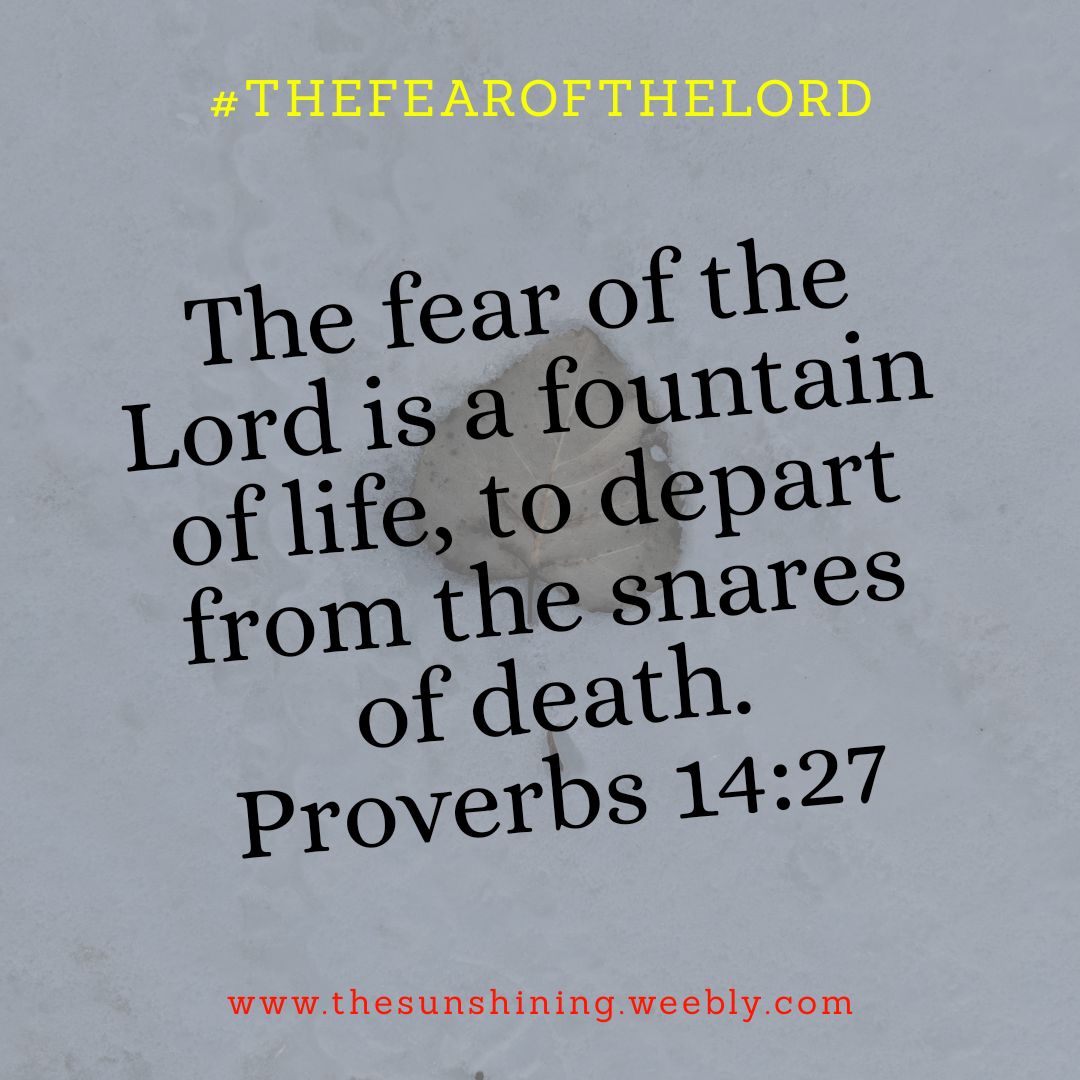 #THEFEAROFTHELORD
The fear of the
Lord is a fountain
of life, to depart
from the snares
of death.
Proverbs 14:27
www.thesunshining.weebly.com